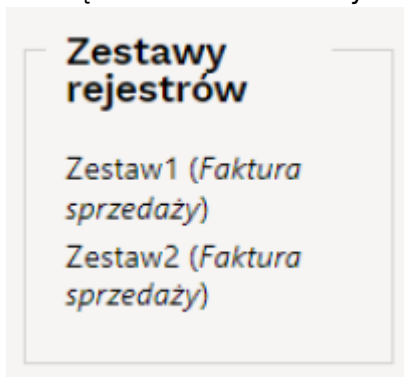 Zestawy
rejestrów
Zestaw1 (Faktura
sprzedaży)
Zestaw2 (Faktura
sprzedaży)